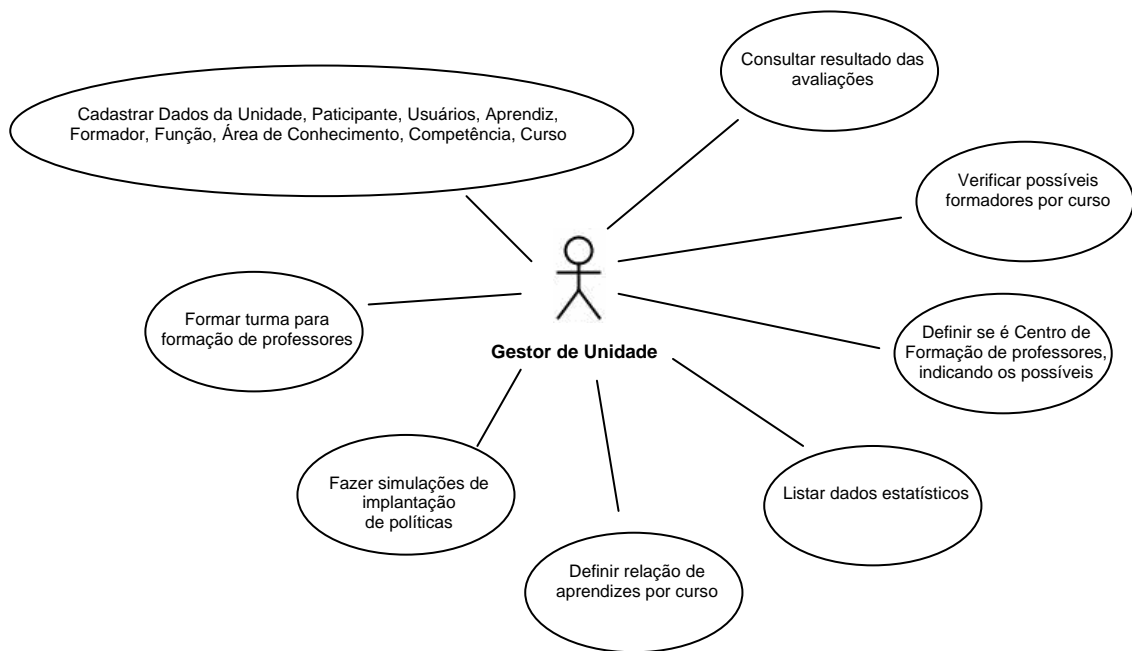 Consultar resultado das
avaliações
Cadastrar Dados da Unidade, Paticipante, Usuários, Aprendiz,
Formador, Função, Área de Conhecimento, Competência, Curso
Verificar possíveis
formadores por curso
Formar turma para
formação de professores
Gestor de Unidade
Definir se é Centro de
Formação de professores,
indicando os possíveis
Fazer simulações de
implantação
de políticas
Listar dados estatísticos
Definir relação de
aprendizes por curso